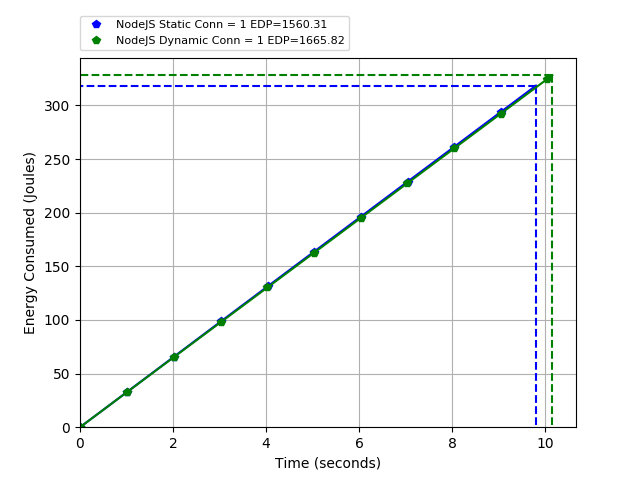 NodeJS Static Conn = 1 EDP=1560.31
NodeJS Dynamic Conn = 1 EDP=1665.82
300
250
200
150
100
50
0
Energy Consumed (Joules)
0 2 4 6 8 10
Time (seconds)